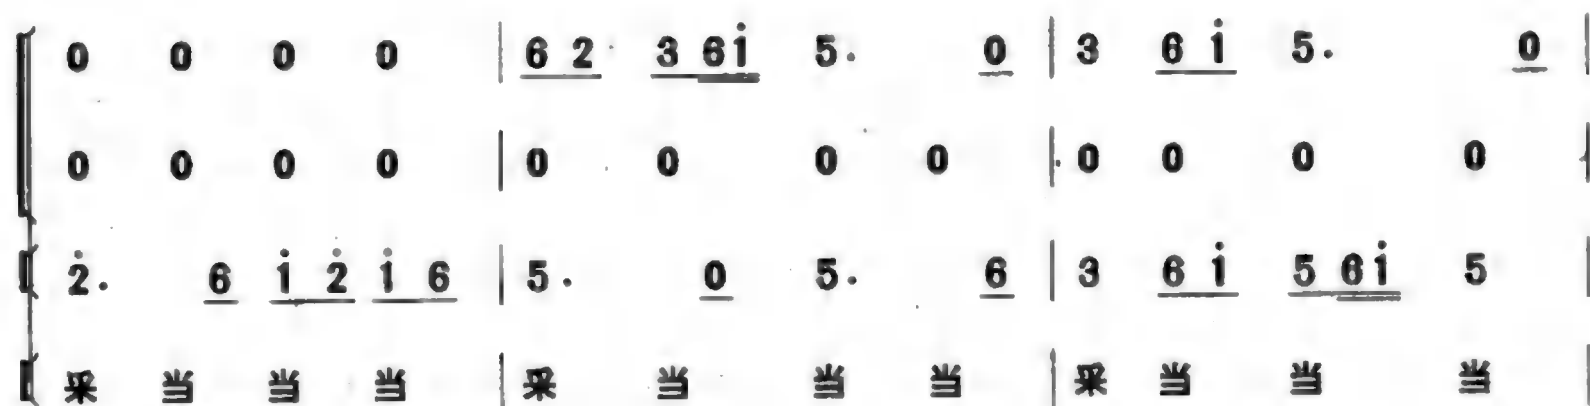 0 0 0 0 | 6 2 3 6 i̇ 5. 0 | 3 6 i̇ 5. 0 |
0 0 0 0 | 0 0 0 0 | 0 0 0 0 |
2̇. 6 i̇ 2̇ i̇ 6 | 5. 0 5. 6 | 3 6 i̇ 5 6 i̇ 5 |
采 当 当 当 | 采 当 当 当 | 采 当 当 当 |